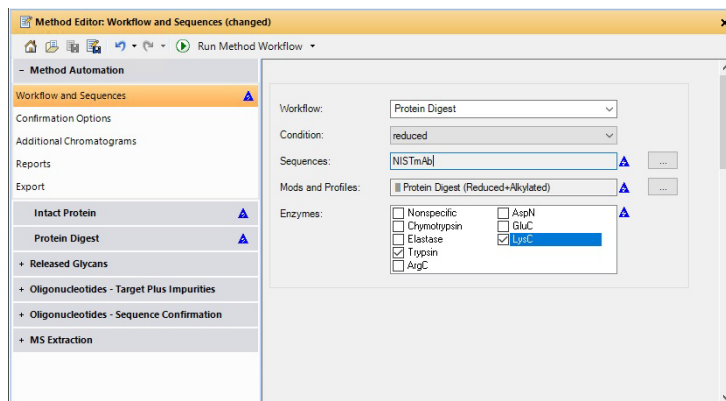 Method Editor: Workflow and Sequences (changed)
Run Method Workflow
− Method Automation
Workflow and Sequences
Confirmation Options
Additional Chromatograms
Reports
Export
Intact Protein
Protein Digest
+ Released Glycans
+ Oligonucleotides - Target Plus Impurities
+ Oligonucleotides - Sequence Confirmation
+ MS Extraction
Workflow: Protein Digest
Condition: reduced
Sequences: NISTmAb ...
Mods and Profiles: Protein Digest (Reduced+Alkylated) ...
Enzymes: Nonspecific AspN
Chymotrypsin GluC
Elastase LysC
Trypsin
ArgC